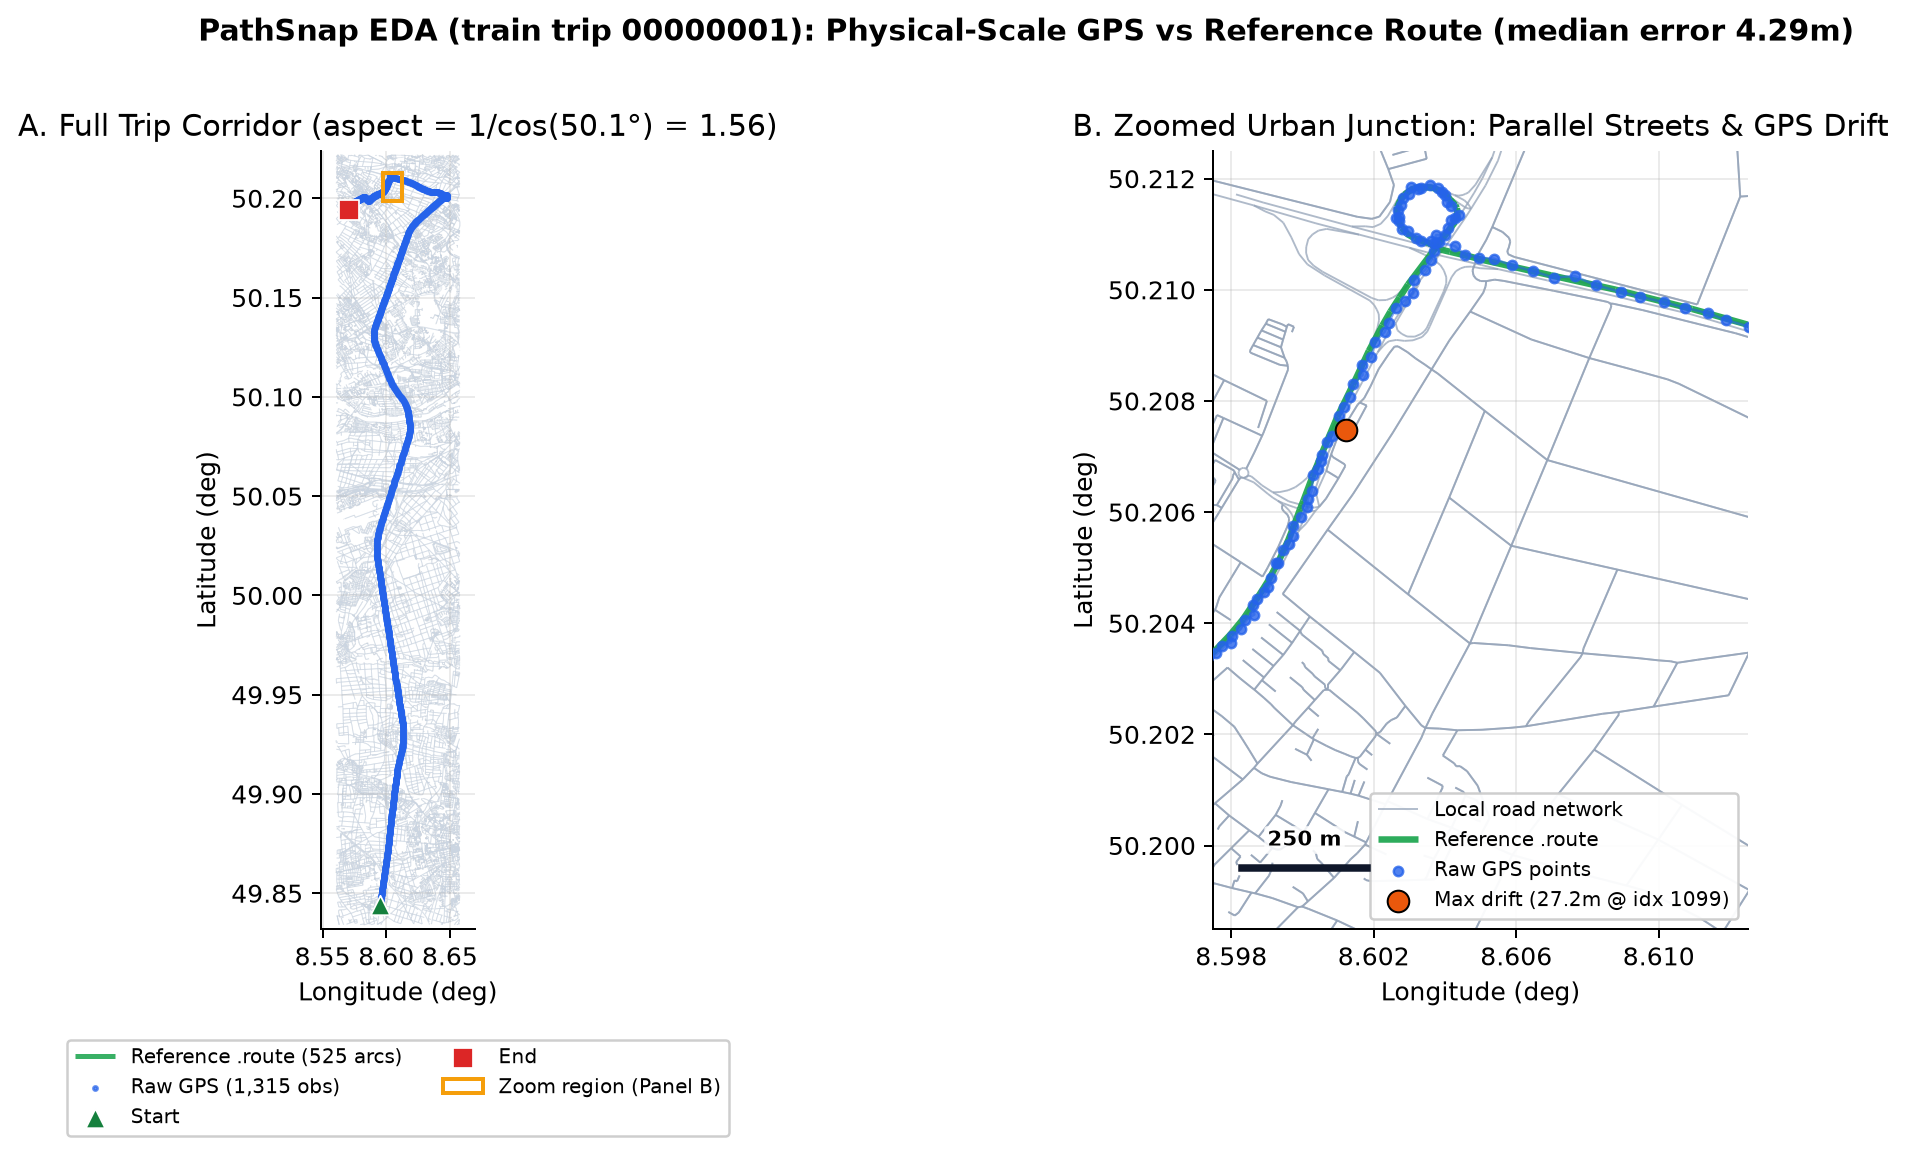 PathSnap EDA (train trip 00000001): Physical-Scale GPS vs Reference Route (median error 4.29m)
A. Full Trip Corridor (aspect = 1/cos(50.1°) = 1.56)
50.20
50.15
50.10
50.05
50.00
49.95
49.90
49.85
Latitude (deg)
8.55 8.60 8.65
Longitude (deg)
Reference .route (525 arcs)
Raw GPS (1,315 obs)
Start
End
Zoom region (Panel B)
B. Zoomed Urban Junction: Parallel Streets & GPS Drift
50.212
50.210
50.208
50.206
50.204
50.202
50.200
Latitude (deg)
250 m
Local road network
Reference .route
Raw GPS points
Max drift (27.2m @ idx 1099)
8.598 8.602 8.606 8.610
Longitude (deg)